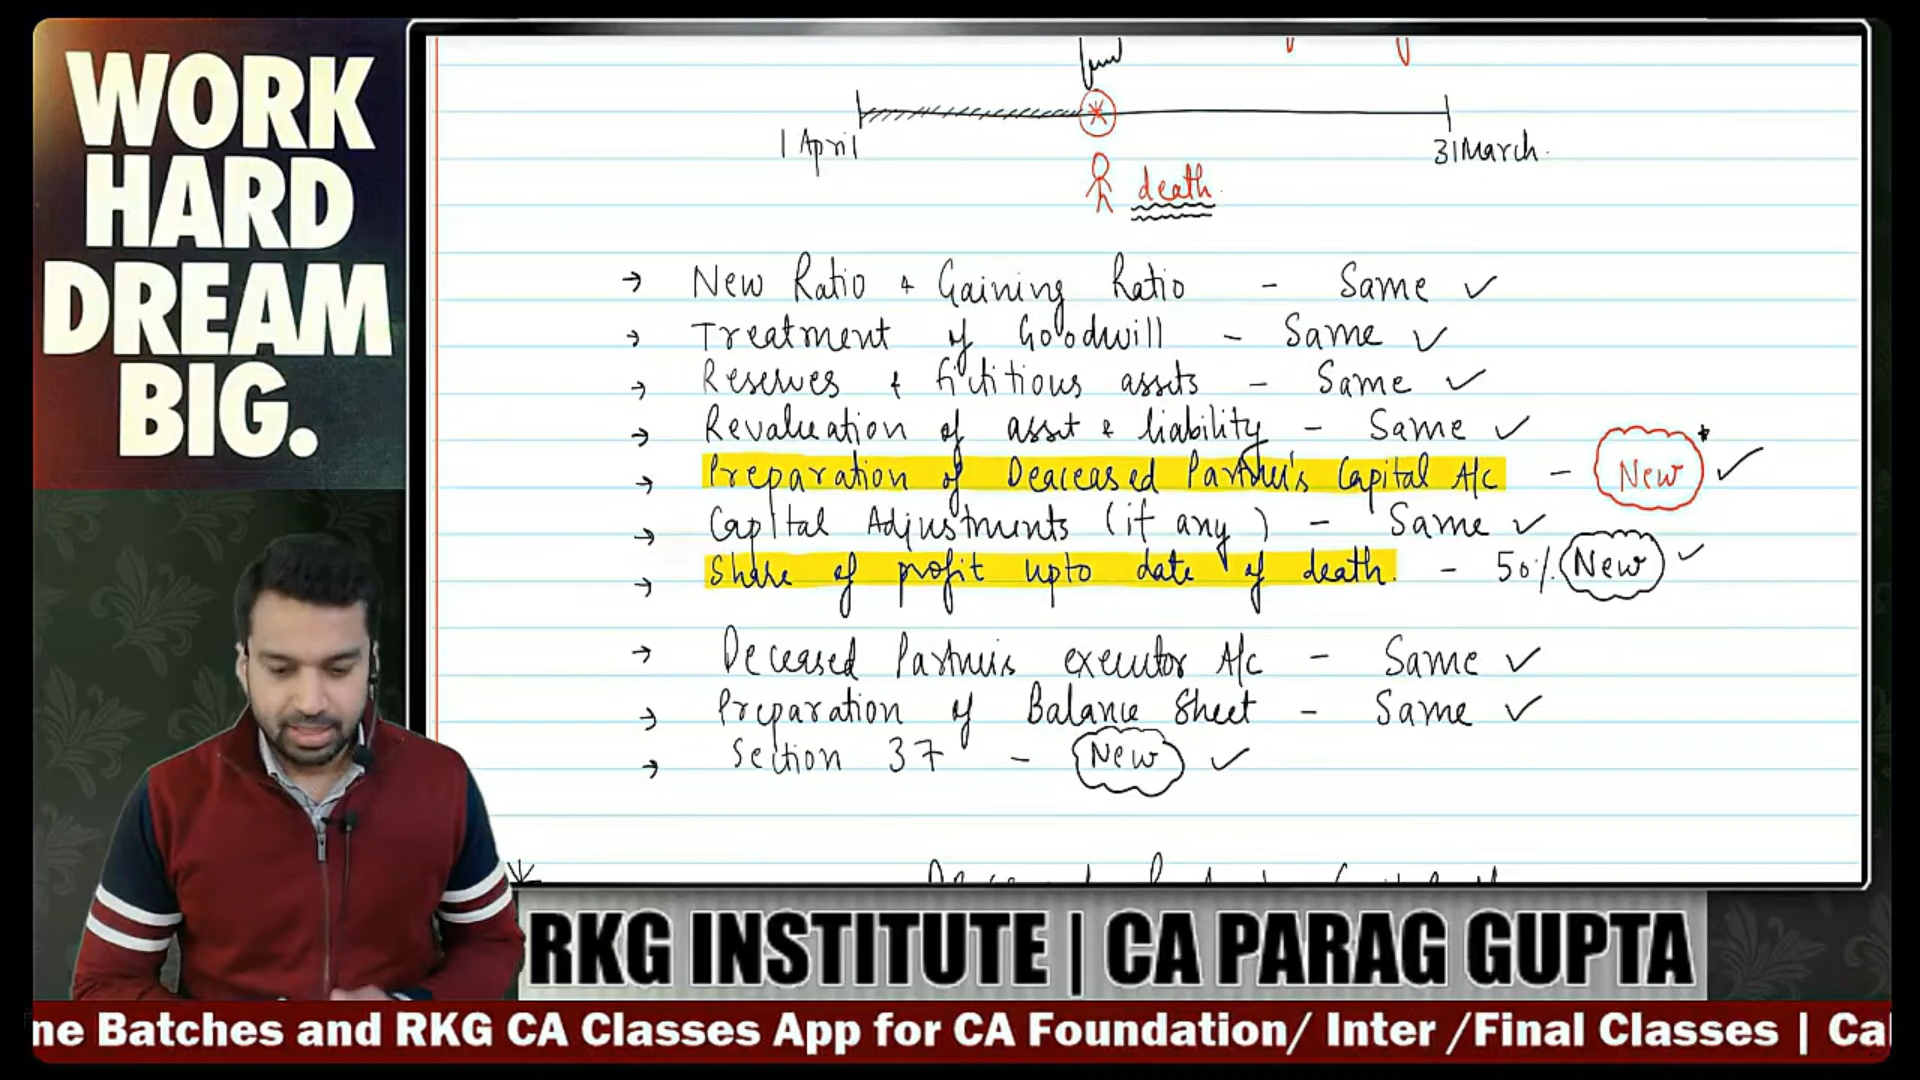 WORK
HARD
DREAM
BIG.
1 April
31 March.
death.
→ New Ratio & Gaining Ratio - Same ✓
→ Treatment of Goodwill - Same ✓
→ Reserves & fictitious assets - Same ✓
→ Revaluation of asset & liability - Same ✓
→ Preparation of Deaceased Partner's Capital A/c - New ✓
→ Capital Adjustments (if any) - Same ✓
→ Share of profit upto date of death. - 50% New ✓
→ Deceased Partner's executor A/c - Same ✓
→ Preparation of Balance Sheet - Same ✓
→ Section 37 - New ✓
RKG INSTITUTE | CA PARAG GUPTA
ne Batches and RKG CA Classes App for CA Foundation/ Inter /Final Classes | Cal